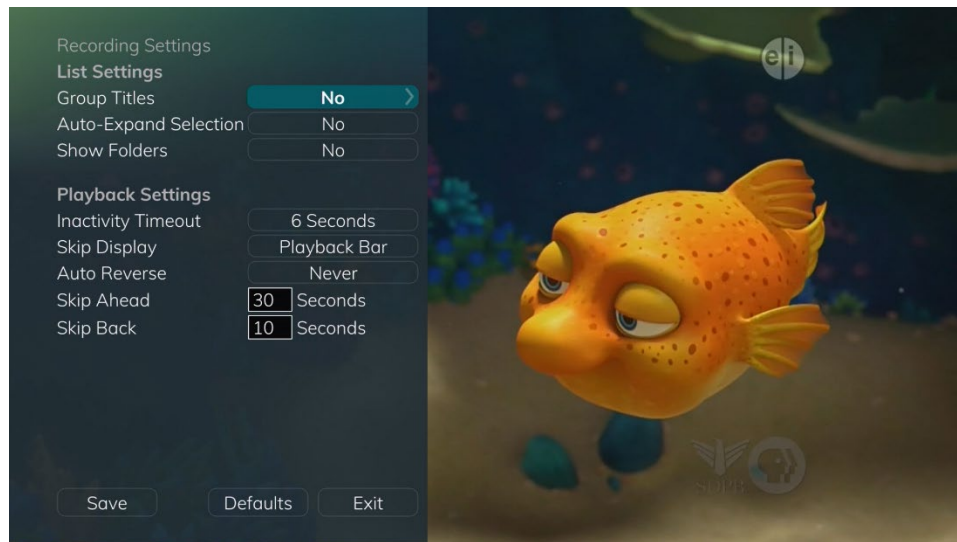 Recording Settings
List Settings
Group Titles No
Auto-Expand Selection No
Show Folders No
Playback Settings
Inactivity Timeout 6 Seconds
Skip Display Playback Bar
Auto Reverse Never
Skip Ahead 30 Seconds
Skip Back 10 Seconds
Save Defaults Exit
e/i
SDPB